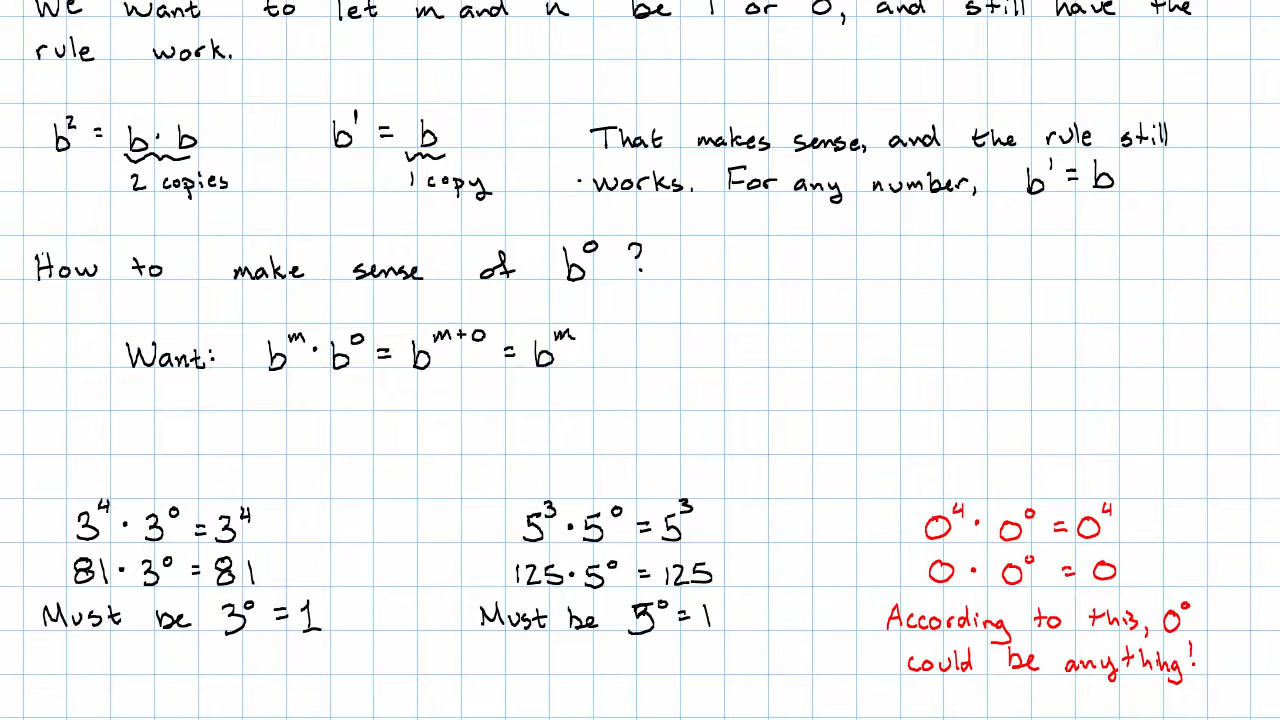 We want to let m and n be 1 or 0, and still have the
rule work.
b² = b · b
2 copies
b¹ = b
1 copy
That makes sense, and the rule still
works. For any number, b¹ = b
How to make sense of b⁰ ?
Want: bᵐ · b⁰ = bᵐ⁺⁰ = bᵐ
3⁴ · 3⁰ = 3⁴
81 · 3⁰ = 81
Must be 3⁰ = 1
5³ · 5⁰ = 5³
125 · 5⁰ = 125
Must be 5⁰ = 1
0⁴ · 0⁰ = 0⁴
0 · 0⁰ = 0
According to this, 0⁰
could be anything!